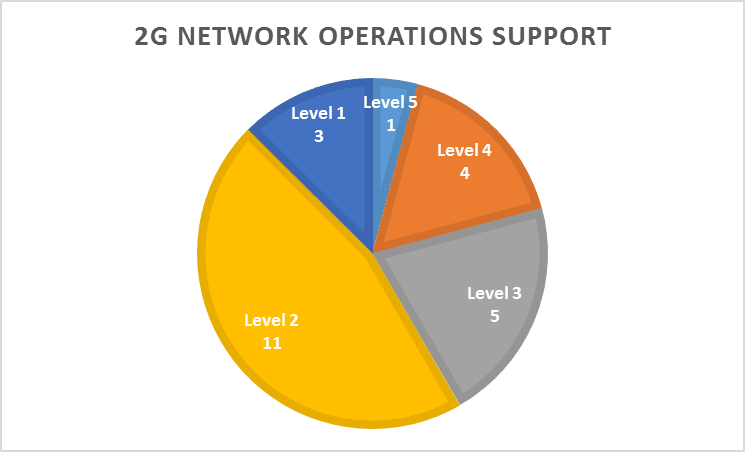 2G NETWORK OPERATIONS SUPPORT
Level 5
1
Level 4
4
Level 3
5
Level 2
11
Level 1
3